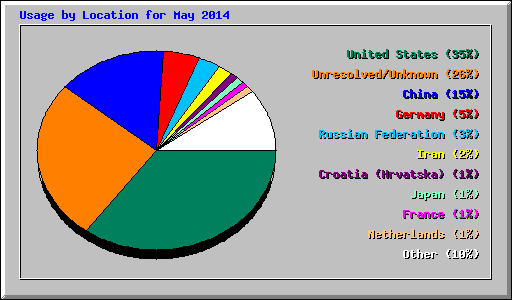 Usage by Location for May 2014
United States (35%)
Unresolved/Unknown (26%)
China (15%)
Germany (5%)
Russian Federation (3%)
Iran (2%)
Croatia (Hrvatska) (1%)
Japan (1%)
France (1%)
Netherlands (1%)
Other (10%)